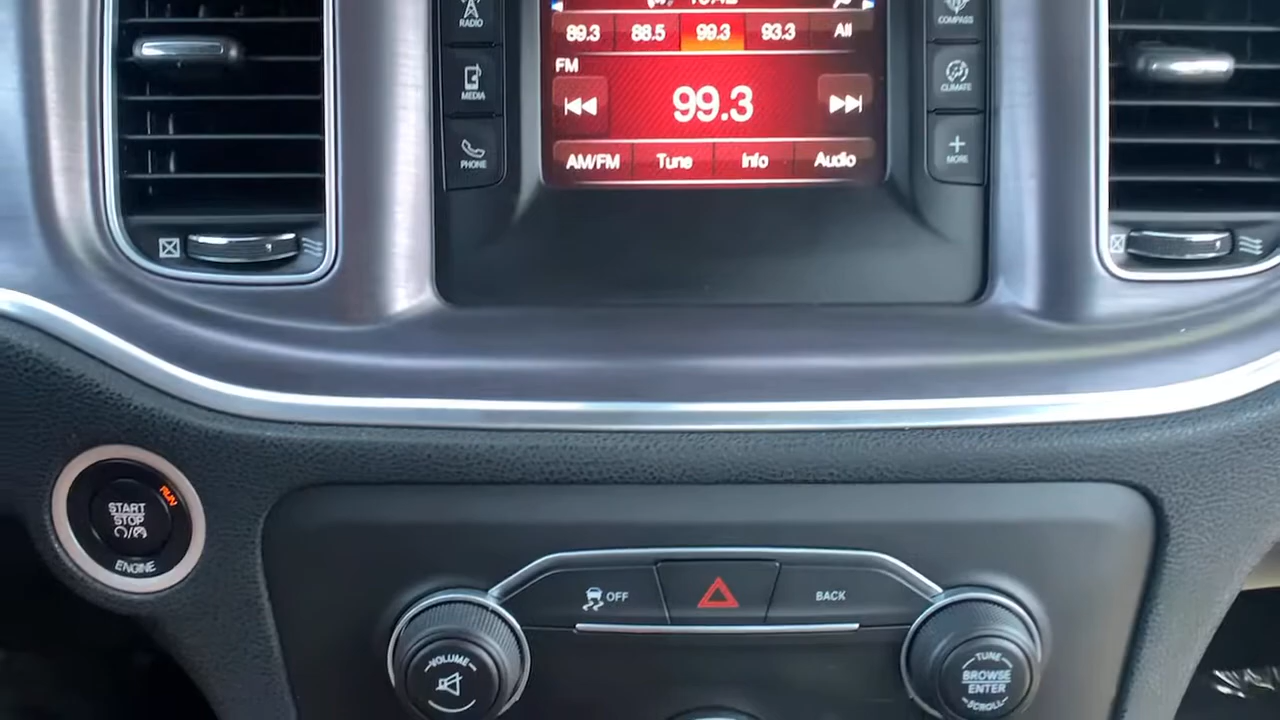 RADIO
MEDIA
PHONE
89.3 88.5 99.3 93.3 All
FM
99.3
AM/FM Tune Info Audio
COMPASS
CLIMATE
+
MORE
RUN
START
STOP
ENGINE
OFF
BACK
VOLUME
TUNE
BROWSE
ENTER
SCROLL